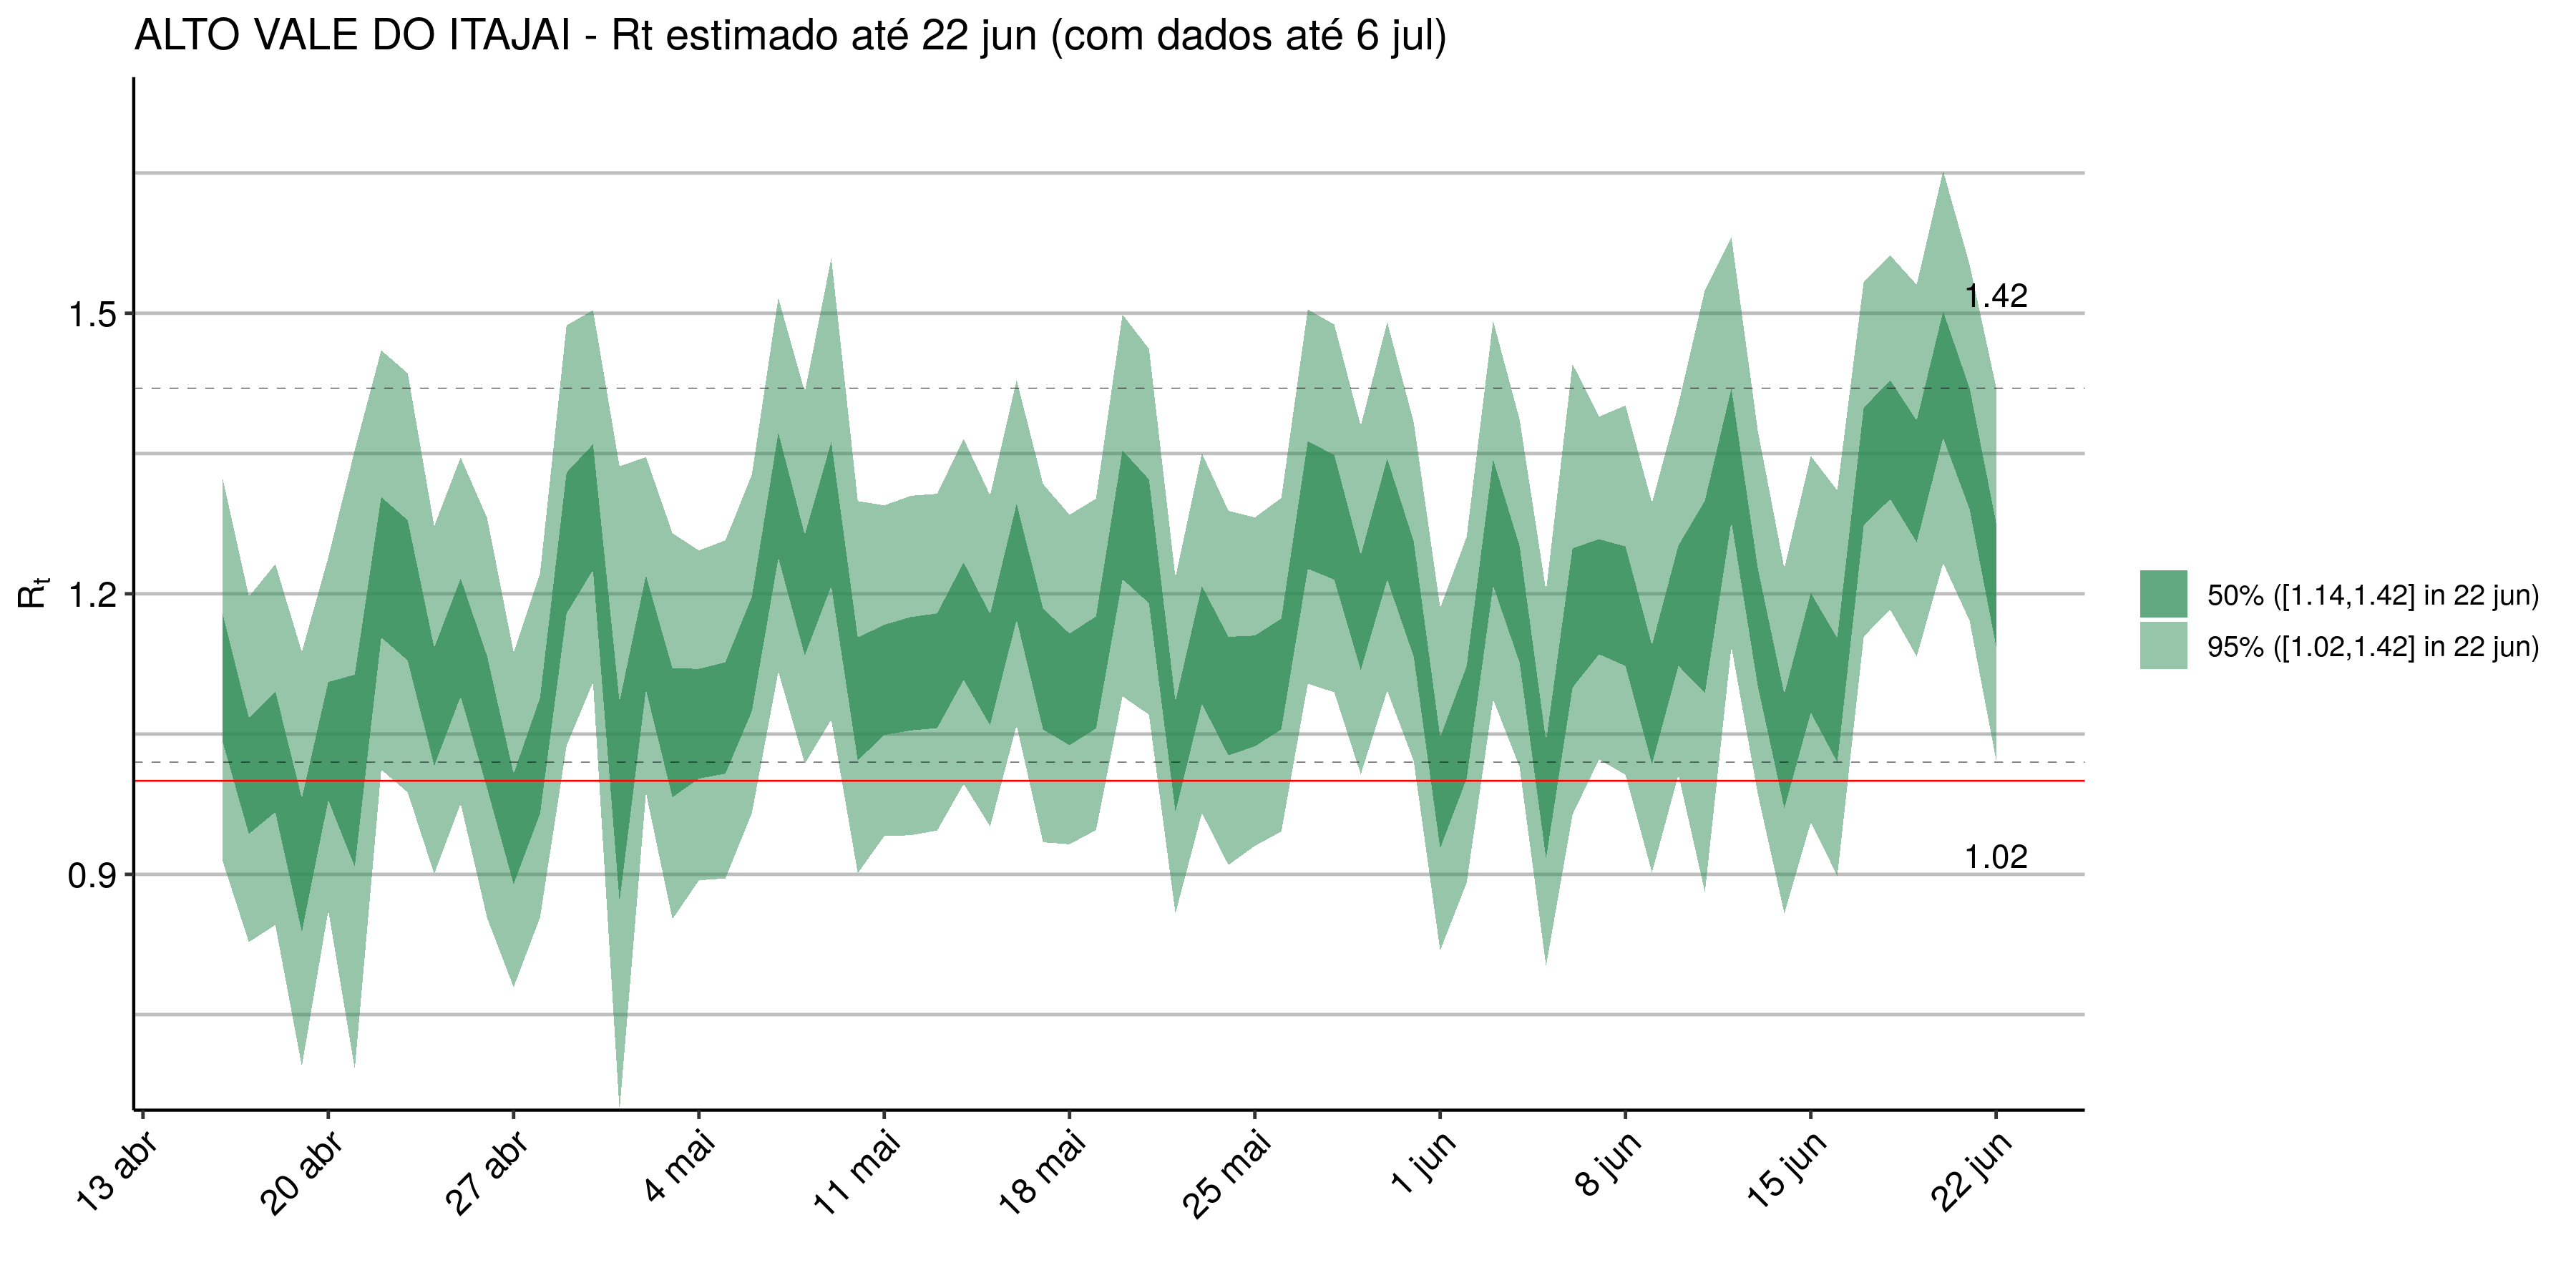 ALTO VALE DO ITAJAI - Rt estimado até 22 jun (com dados até 6 jul)
1.5
1.2
0.9
Rt
1.42
1.02
50% ([1.14,1.42] in 22 jun)
95% ([1.02,1.42] in 22 jun)
13 abr
20 abr
27 abr
4 mai
11 mai
18 mai
25 mai
1 jun
8 jun
15 jun
22 jun